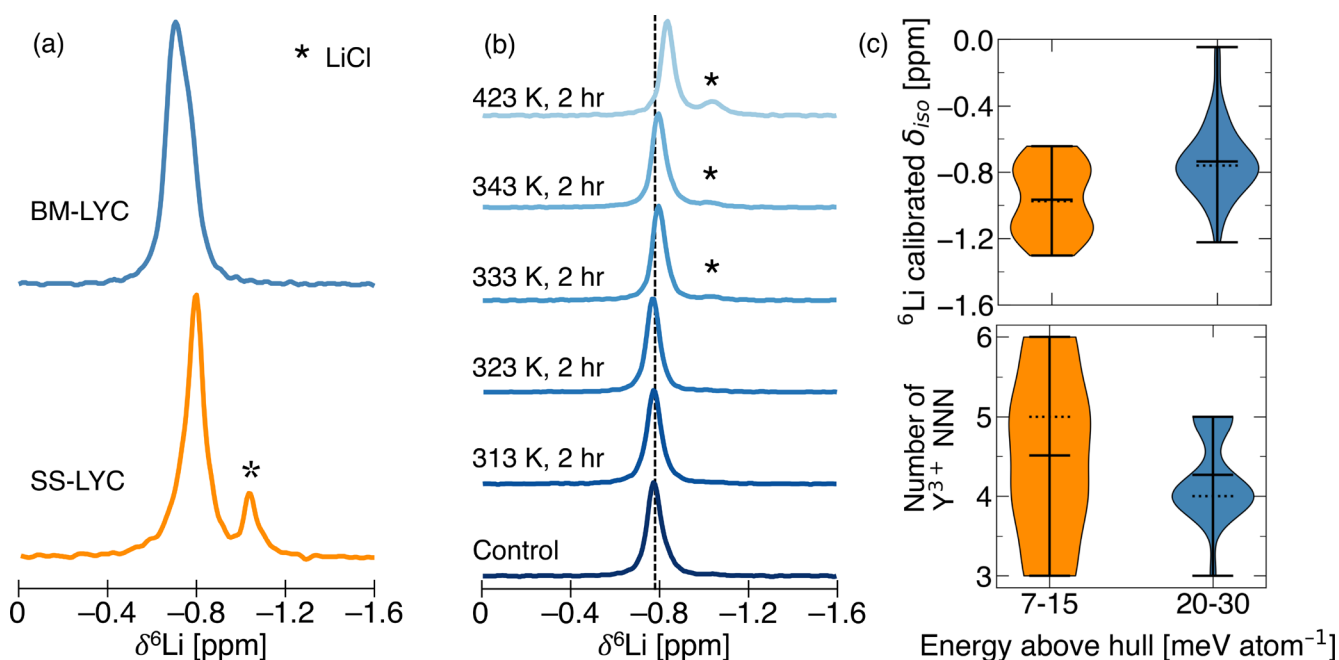 (a)
* LiCl
BM-LYC
SS-LYC
*
0 −0.4 −0.8 −1.2 −1.6
δ⁶Li [ppm]
(b)
423 K, 2 hr
*
343 K, 2 hr
*
333 K, 2 hr
*
323 K, 2 hr
313 K, 2 hr
Control
0 −0.4 −0.8 −1.2 −1.6
δ⁶Li [ppm]
(c)
⁶Li calibrated δiso [ppm]
0.0
−0.4
−0.8
−1.2
−1.6
Number of
Y³⁺ NNN
6
5
4
3
7-15 20-30
Energy above hull [meV atom⁻¹]